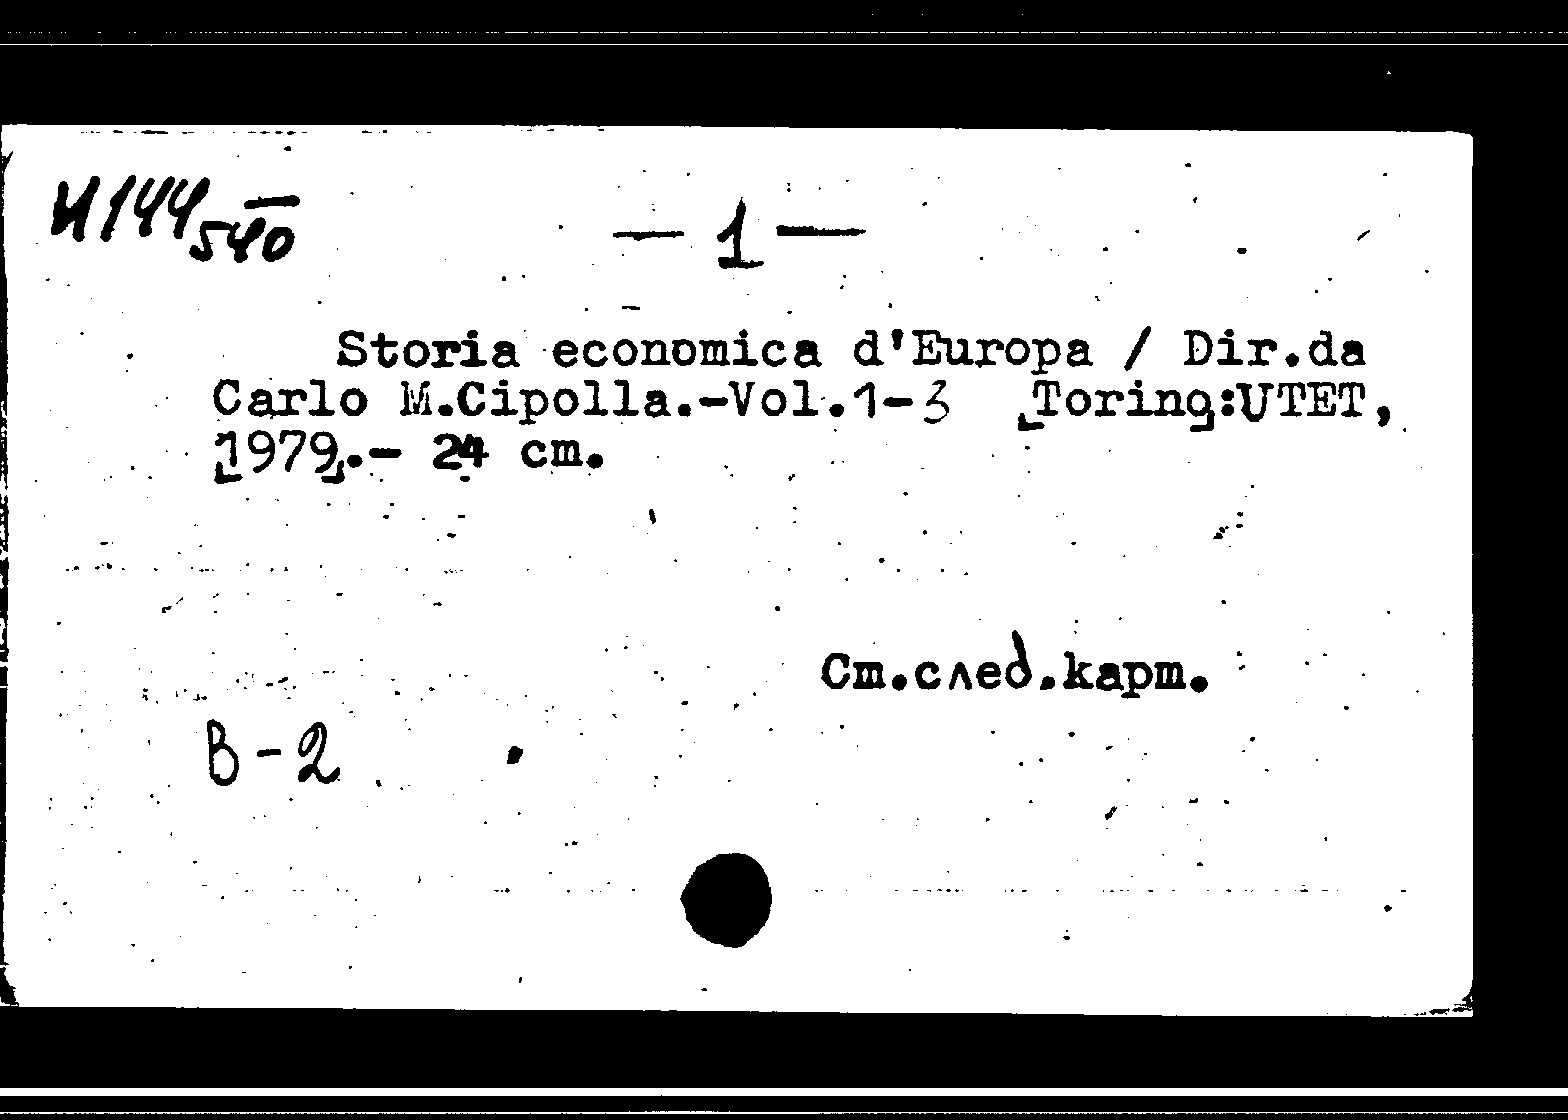 И144 540
— 1 —
Storia economica d'Europa / Dir.da
Carlo M.Cipolla.-Vol.1-3 [Torino:UTET,
[1979].- 24 cm.
См.след.карт.
В-2